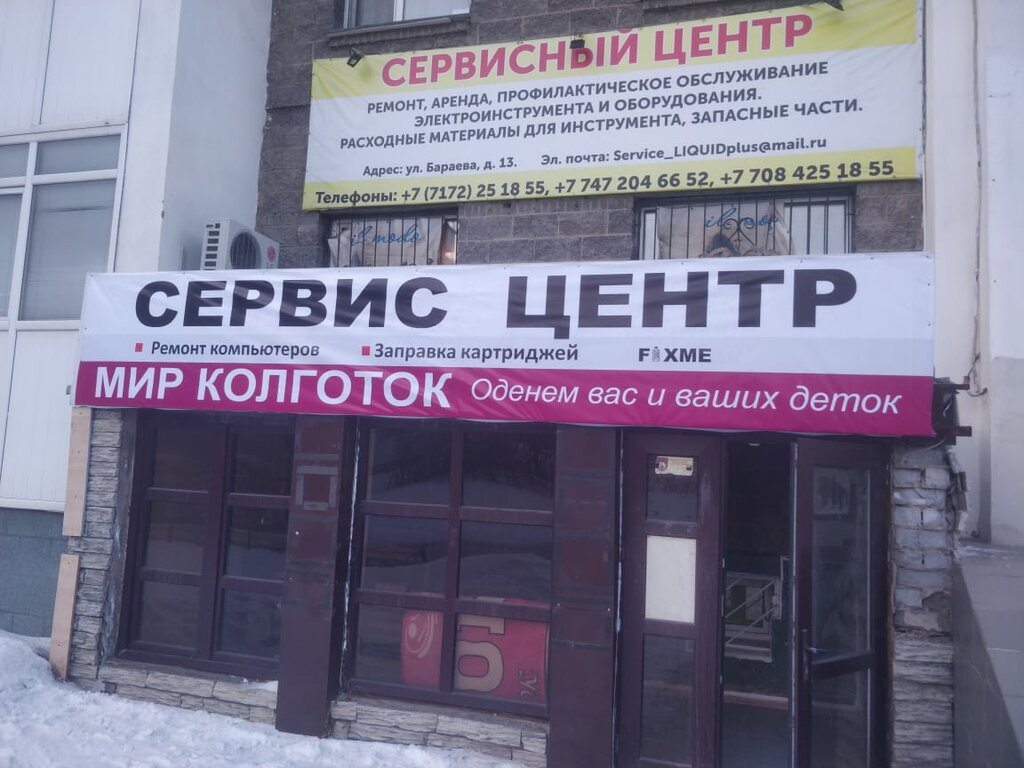 СЕРВИСНЫЙ ЦЕНТР
РЕМОНТ, АРЕНДА, ПРОФИЛАКТИЧЕСКОЕ ОБСЛУЖИВАНИЕ
ЭЛЕКТРОИНСТРУМЕНТА И ОБОРУДОВАНИЯ.
РАСХОДНЫЕ МАТЕРИАЛЫ ДЛЯ ИНСТРУМЕНТА, ЗАПАСНЫЕ ЧАСТИ.
Адрес: ул. Бараева, д. 13. Эл. почта: Service_LIQUIDplus@mail.ru
Телефоны: +7 (7172) 25 18 55, +7 747 204 66 52, +7 708 425 18 55
il moda
СЕРВИС ЦЕНТР
Ремонт компьютеров Заправка картриджей FIXME
МИР КОЛГОТОК Оденем вас и ваших деток